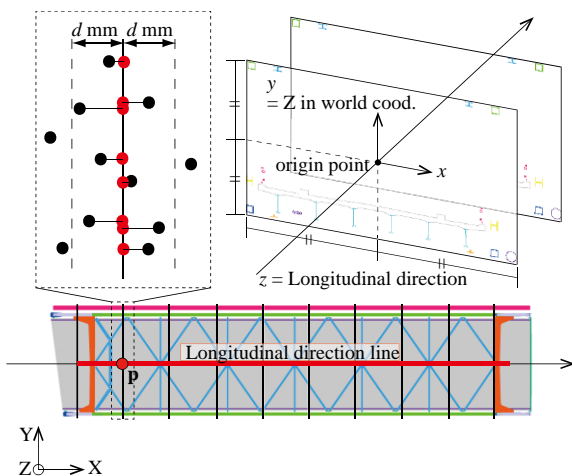 d mm d mm
y
= Z in world cood.
origin point
x
z = Longitudinal direction
Longitudinal direction line
p
Y
Z X